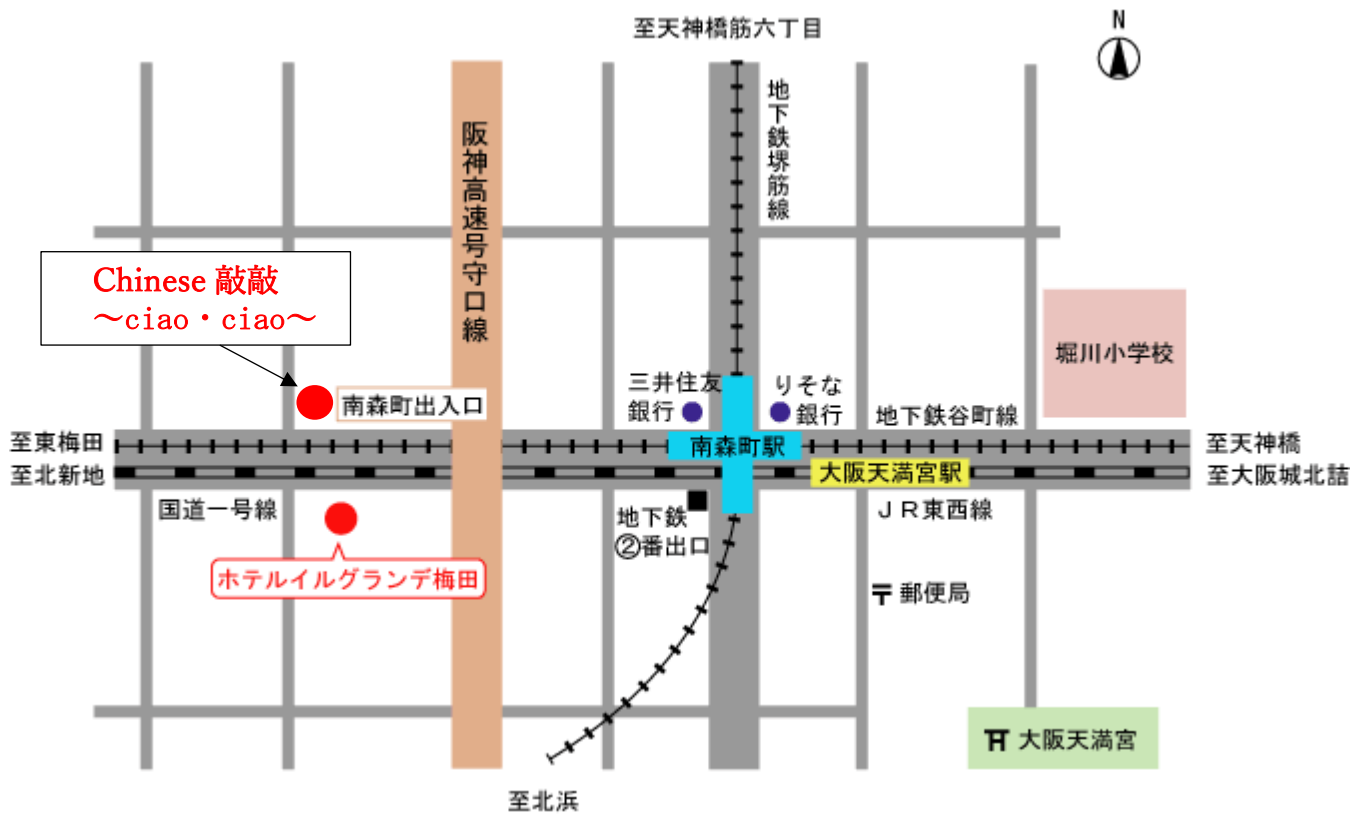 N
至天神橋筋六丁目
地下鉄堺筋線
阪神高速号守口線
Chinese 敲敲
～ciao・ciao～
堀川小学校
三井住友
銀行
りそな
銀行
南森町出入口
地下鉄谷町線
至東梅田
南森町駅
至天神橋
至北新地
大阪天満宮駅
至大阪城北詰
国道一号線
地下鉄
②番出口
ＪＲ東西線
ホテルイルグランデ梅田
〒郵便局
大阪天満宮
至北浜